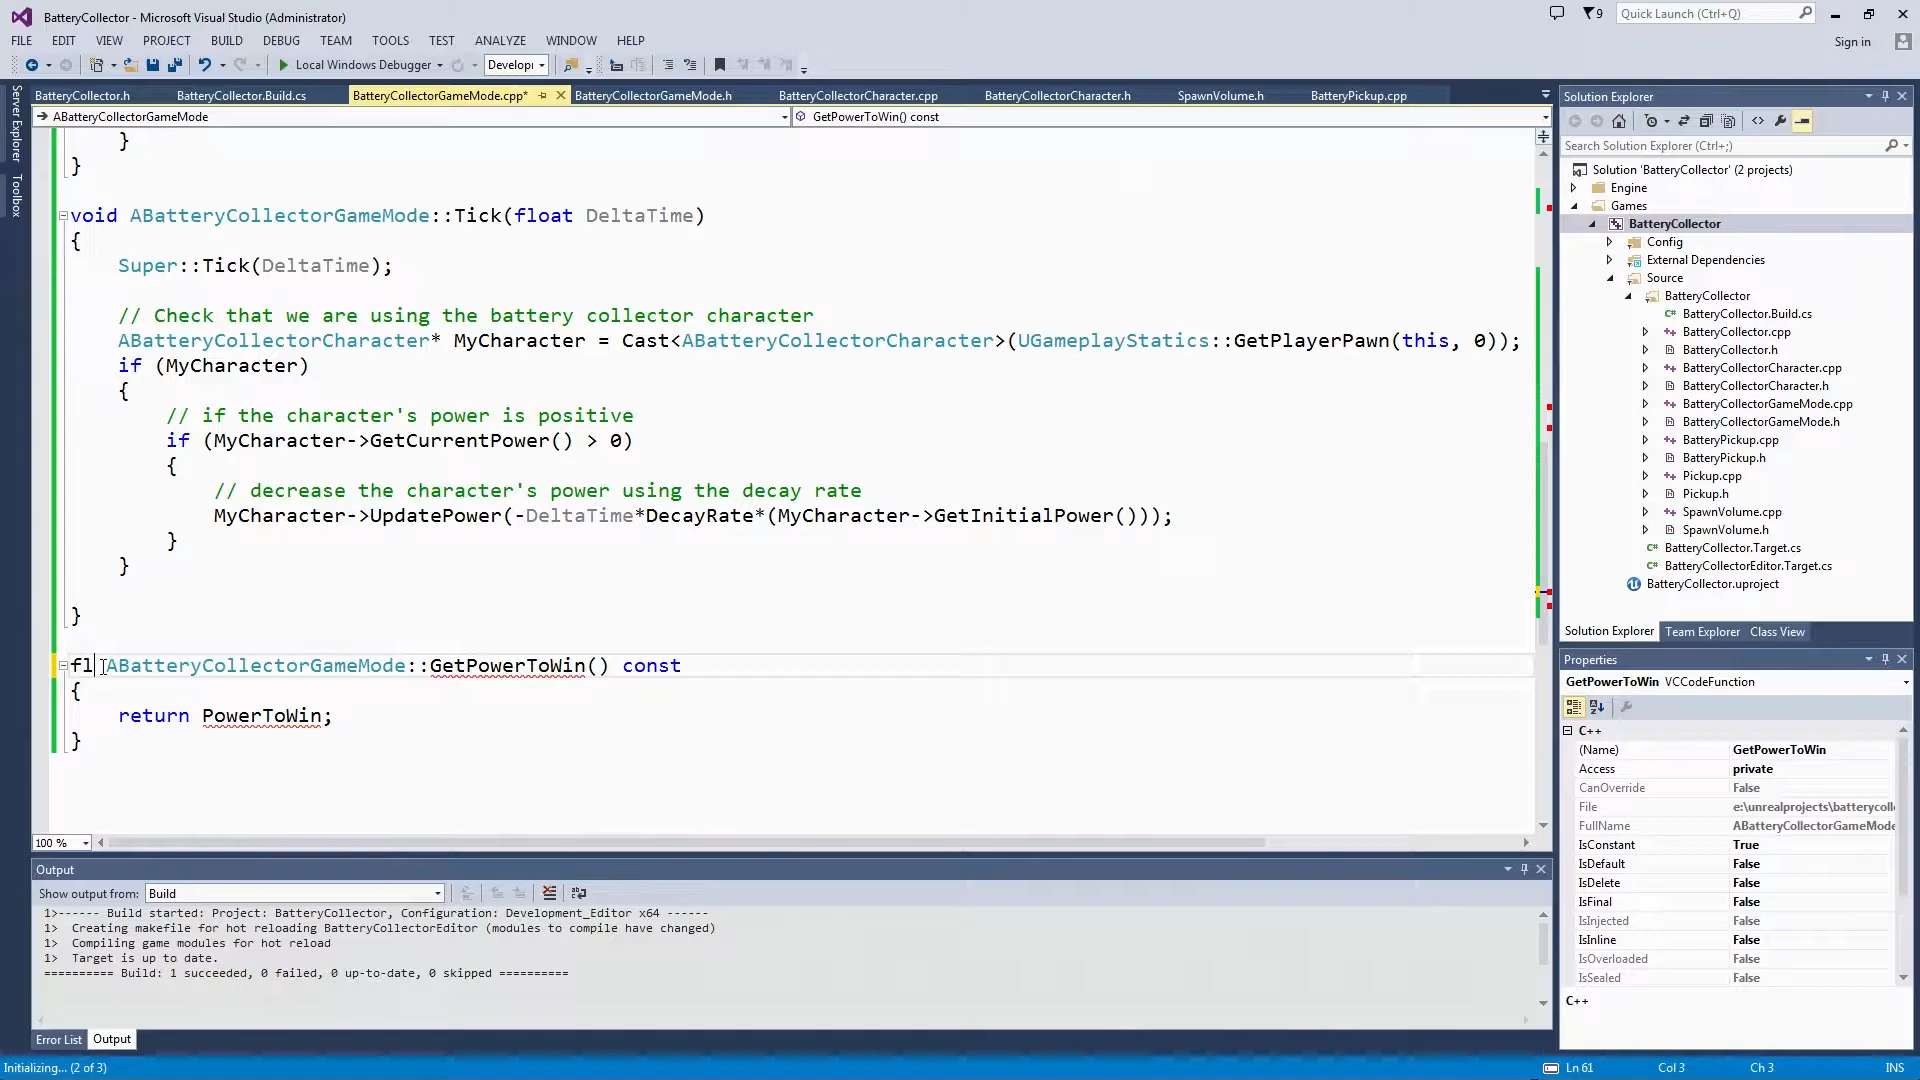 BatteryCollector - Microsoft Visual Studio (Administrator)
9
Quick Launch (Ctrl+Q)
FILE EDIT VIEW PROJECT BUILD DEBUG TEAM TOOLS TEST ANALYZE WINDOW HELP
Sign in
Local Windows Debugger
Develop
Server Explorer
Toolbox
BatteryCollector.h BatteryCollector.Build.cs BatteryCollectorGameMode.cpp* BatteryCollectorGameMode.h BatteryCollectorCharacter.cpp BatteryCollectorCharacter.h SpawnVolume.h BatteryPickup.cpp
ABatteryCollectorGameMode
GetPowerToWin() const
}
}
void ABatteryCollectorGameMode::Tick(float DeltaTime)
{
Super::Tick(DeltaTime);
// Check that we are using the battery collector character
ABatteryCollectorCharacter* MyCharacter = Cast<ABatteryCollectorCharacter>(UGameplayStatics::GetPlayerPawn(this, 0));
if (MyCharacter)
{
// if the character's power is positive
if (MyCharacter->GetCurrentPower() > 0)
{
// decrease the character's power using the decay rate
MyCharacter->UpdatePower(-DeltaTime*DecayRate*(MyCharacter->GetInitialPower()));
}
}
}
fl ABatteryCollectorGameMode::GetPowerToWin() const
{
return PowerToWin;
}
100 %
Output
Show output from: Build
1>------ Build started: Project: BatteryCollector, Configuration: Development_Editor x64 ------
1> Creating makefile for hot reloading BatteryCollectorEditor (modules to compile have changed)
1> Compiling game modules for hot reload
1> Target is up to date.
========== Build: 1 succeeded, 0 failed, 0 up-to-date, 0 skipped ==========
Error List Output
Solution Explorer
Search Solution Explorer (Ctrl+;)
Solution 'BatteryCollector' (2 projects)
Engine
Games
BatteryCollector
Config
External Dependencies
Source
BatteryCollector
BatteryCollector.Build.cs
BatteryCollector.cpp
BatteryCollector.h
BatteryCollectorCharacter.cpp
BatteryCollectorCharacter.h
BatteryCollectorGameMode.cpp
BatteryCollectorGameMode.h
BatteryPickup.cpp
BatteryPickup.h
Pickup.cpp
Pickup.h
SpawnVolume.cpp
SpawnVolume.h
BatteryCollector.Target.cs
BatteryCollectorEditor.Target.cs
BatteryCollector.uproject
Solution Explorer Team Explorer Class View
Properties
GetPowerToWin VCCodeFunction
C++
(Name) GetPowerToWin
Access private
CanOverride False
File e:\unrealprojects\batterycoll
FullName ABatteryCollectorGameMode
IsConstant True
IsDefault False
IsDelete False
IsFinal False
IsInjected False
IsInline False
IsOverloaded False
IsSealed False
C++
Initializing... (2 of 3)
Ln 61 Col 3 Ch 3 INS